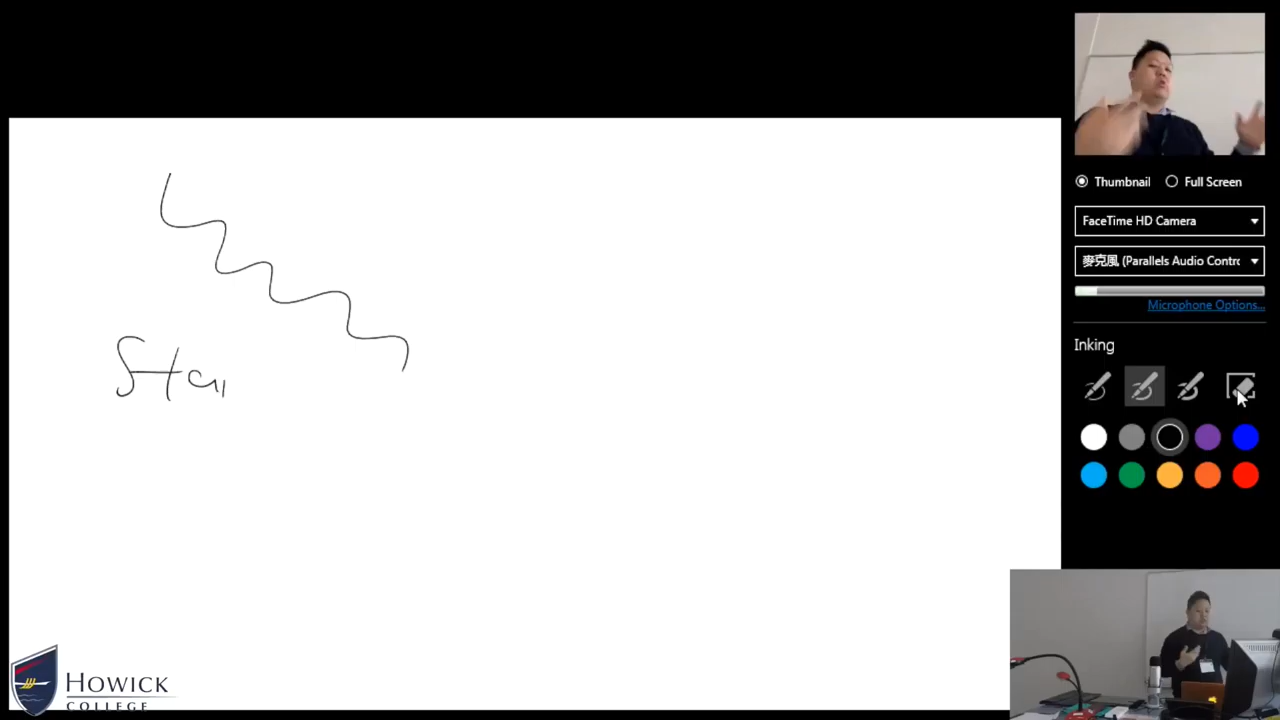 Thumbnail
Full Screen
FaceTime HD Camera
麥克風 (Parallels Audio Contro
Microphone Options...
Inking
HOWICK
COLLEGE